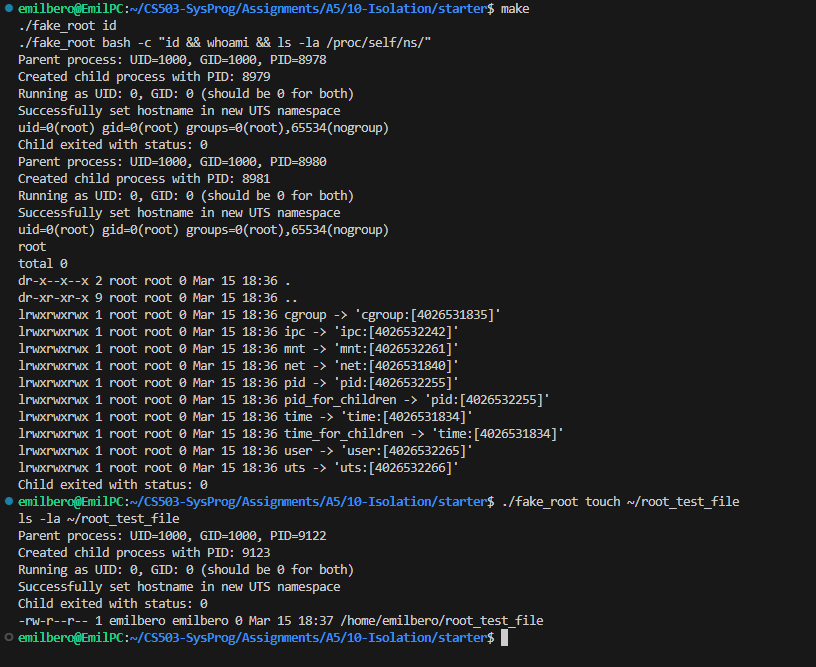 emilbero@EmilPC:~/CS503-SysProg/Assignments/A5/10-Isolation/starter$ make
./fake_root id
./fake_root bash -c "id && whoami && ls -la /proc/self/ns/"
Parent process: UID=1000, GID=1000, PID=8978
Created child process with PID: 8979
Running as UID: 0, GID: 0 (should be 0 for both)
Successfully set hostname in new UTS namespace
uid=0(root) gid=0(root) groups=0(root),65534(nogroup)
Child exited with status: 0
Parent process: UID=1000, GID=1000, PID=8980
Created child process with PID: 8981
Running as UID: 0, GID: 0 (should be 0 for both)
Successfully set hostname in new UTS namespace
uid=0(root) gid=0(root) groups=0(root),65534(nogroup)
root
total 0
dr-x--x--x 2 root root 0 Mar 15 18:36 .
dr-xr-xr-x 9 root root 0 Mar 15 18:36 ..
lrwxrwxrwx 1 root root 0 Mar 15 18:36 cgroup -> 'cgroup:[4026531835]'
lrwxrwxrwx 1 root root 0 Mar 15 18:36 ipc -> 'ipc:[4026532242]'
lrwxrwxrwx 1 root root 0 Mar 15 18:36 mnt -> 'mnt:[4026532261]'
lrwxrwxrwx 1 root root 0 Mar 15 18:36 net -> 'net:[4026531840]'
lrwxrwxrwx 1 root root 0 Mar 15 18:36 pid -> 'pid:[4026532255]'
lrwxrwxrwx 1 root root 0 Mar 15 18:36 pid_for_children -> 'pid:[4026532255]'
lrwxrwxrwx 1 root root 0 Mar 15 18:36 time -> 'time:[4026531834]'
lrwxrwxrwx 1 root root 0 Mar 15 18:36 time_for_children -> 'time:[4026531834]'
lrwxrwxrwx 1 root root 0 Mar 15 18:36 user -> 'user:[4026532265]'
lrwxrwxrwx 1 root root 0 Mar 15 18:36 uts -> 'uts:[4026532266]'
Child exited with status: 0
emilbero@EmilPC:~/CS503-SysProg/Assignments/A5/10-Isolation/starter$ ./fake_root touch ~/root_test_file
ls -la ~/root_test_file
Parent process: UID=1000, GID=1000, PID=9122
Created child process with PID: 9123
Running as UID: 0, GID: 0 (should be 0 for both)
Successfully set hostname in new UTS namespace
Child exited with status: 0
-rw-r--r-- 1 emilbero emilbero 0 Mar 15 18:37 /home/emilbero/root_test_file
emilbero@EmilPC:~/CS503-SysProg/Assignments/A5/10-Isolation/starter$